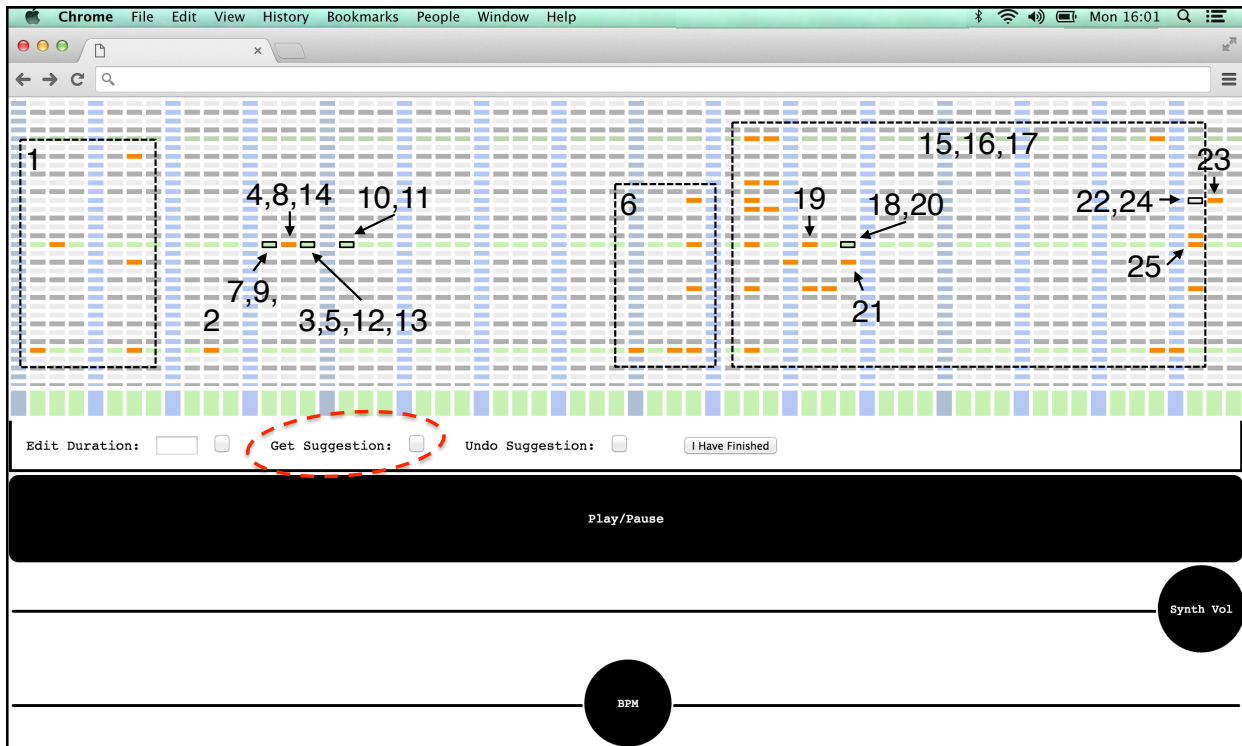 Chrome File Edit View History Bookmarks People Window Help Mon 16:01
1
15,16,17
23
4,8,14
10,11
6
19
18,20
22,24
25
7,9,
21
2
3,5,12,13
Edit Duration: Get Suggestion: Undo Suggestion: I Have Finished
Play/Pause
Synth Vol
BPM